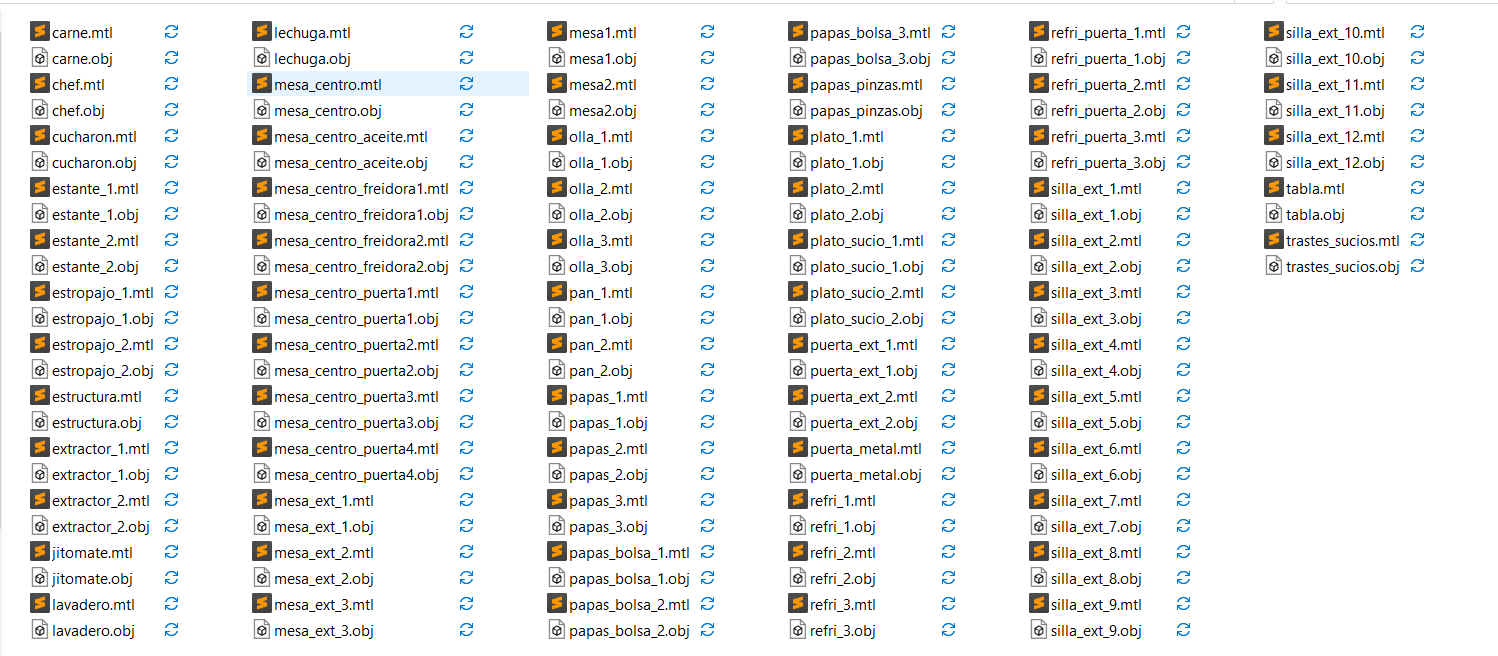 carne.mtl
carne.obj
chef.mtl
chef.obj
cucharon.mtl
cucharon.obj
estante_1.mtl
estante_1.obj
estante_2.mtl
estante_2.obj
estropajo_1.mtl
estropajo_1.obj
estropajo_2.mtl
estropajo_2.obj
estructura.mtl
estructura.obj
extractor_1.mtl
extractor_1.obj
extractor_2.mtl
extractor_2.obj
jitomate.mtl
jitomate.obj
lavadero.mtl
lavadero.obj
lechuga.mtl
lechuga.obj
mesa_centro.mtl
mesa_centro.obj
mesa_centro_aceite.mtl
mesa_centro_aceite.obj
mesa_centro_freidora1.mtl
mesa_centro_freidora1.obj
mesa_centro_freidora2.mtl
mesa_centro_freidora2.obj
mesa_centro_puerta1.mtl
mesa_centro_puerta1.obj
mesa_centro_puerta2.mtl
mesa_centro_puerta2.obj
mesa_centro_puerta3.mtl
mesa_centro_puerta3.obj
mesa_centro_puerta4.mtl
mesa_centro_puerta4.obj
mesa_ext_1.mtl
mesa_ext_1.obj
mesa_ext_2.mtl
mesa_ext_2.obj
mesa_ext_3.mtl
mesa_ext_3.obj
mesa1.mtl
mesa1.obj
mesa2.mtl
mesa2.obj
olla_1.mtl
olla_1.obj
olla_2.mtl
olla_2.obj
olla_3.mtl
olla_3.obj
pan_1.mtl
pan_1.obj
pan_2.mtl
pan_2.obj
papas_1.mtl
papas_1.obj
papas_2.mtl
papas_2.obj
papas_3.mtl
papas_3.obj
papas_bolsa_1.mtl
papas_bolsa_1.obj
papas_bolsa_2.mtl
papas_bolsa_2.obj
papas_bolsa_3.mtl
papas_bolsa_3.obj
papas_pinzas.mtl
papas_pinzas.obj
plato_1.mtl
plato_1.obj
plato_2.mtl
plato_2.obj
plato_sucio_1.mtl
plato_sucio_1.obj
plato_sucio_2.mtl
plato_sucio_2.obj
puerta_ext_1.mtl
puerta_ext_1.obj
puerta_ext_2.mtl
puerta_ext_2.obj
puerta_metal.mtl
puerta_metal.obj
refri_1.mtl
refri_1.obj
refri_2.mtl
refri_2.obj
refri_3.mtl
refri_3.obj
refri_puerta_1.mtl
refri_puerta_1.obj
refri_puerta_2.mtl
refri_puerta_2.obj
refri_puerta_3.mtl
refri_puerta_3.obj
silla_ext_1.mtl
silla_ext_1.obj
silla_ext_2.mtl
silla_ext_2.obj
silla_ext_3.mtl
silla_ext_3.obj
silla_ext_4.mtl
silla_ext_4.obj
silla_ext_5.mtl
silla_ext_5.obj
silla_ext_6.mtl
silla_ext_6.obj
silla_ext_7.mtl
silla_ext_7.obj
silla_ext_8.mtl
silla_ext_8.obj
silla_ext_9.mtl
silla_ext_9.obj
silla_ext_10.mtl
silla_ext_10.obj
silla_ext_11.mtl
silla_ext_11.obj
silla_ext_12.mtl
silla_ext_12.obj
tabla.mtl
tabla.obj
trastes_sucios.mtl
trastes_sucios.obj